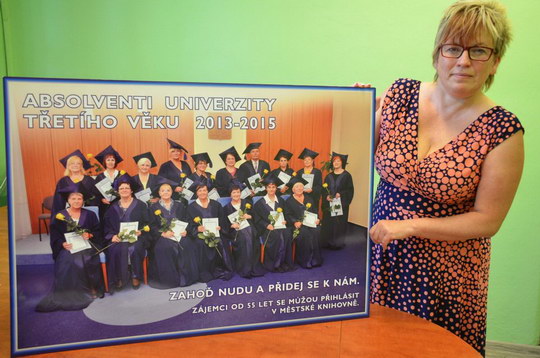 ABSOLVENTI UNIVERZITY
TŘETÍHO VĚKU 2013-2015
ZAHOĎ NUDU A PŘIDEJ SE K NÁM.
ZÁJEMCI OD 55 LET SE MŮŽOU PŘIHLÁSIT
V MĚSTSKÉ KNIHOVNĚ.